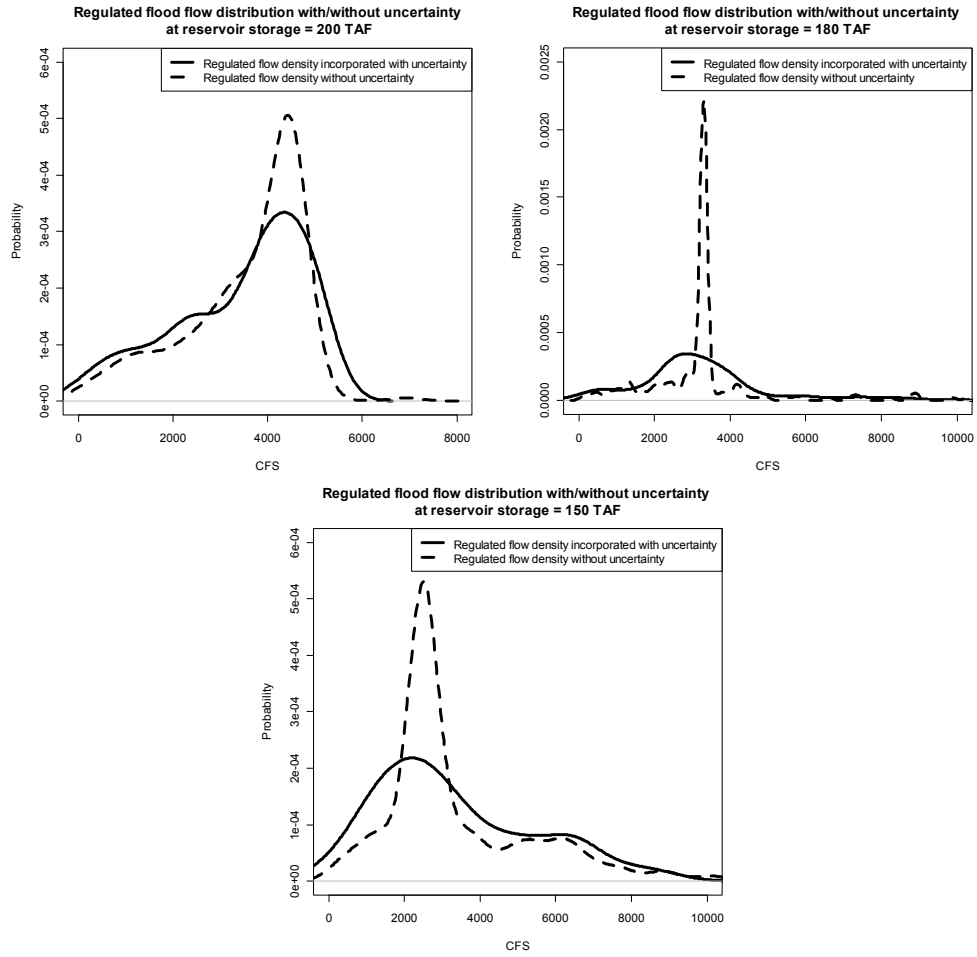 Regulated flood flow distribution with/without uncertainty
at reservoir storage = 200 TAF
Regulated flow density incorporated with uncertainty
Regulated flow density without uncertainty
6e-04
5e-04
4e-04
3e-04
2e-04
1e-04
0e+00
Probability
0 2000 4000 6000 8000
CFS
Regulated flood flow distribution with/without uncertainty
at reservoir storage = 180 TAF
Regulated flow density incorporated with uncertainty
Regulated flow density without uncertainty
0.0025
0.0020
0.0015
0.0010
0.0005
0.0000
Probability
0 2000 4000 6000 8000 10000
CFS
Regulated flood flow distribution with/without uncertainty
at reservoir storage = 150 TAF
Regulated flow density incorporated with uncertainty
Regulated flow density without uncertainty
6e-04
5e-04
4e-04
3e-04
2e-04
1e-04
0e+00
Probability
0 2000 4000 6000 8000 10000
CFS